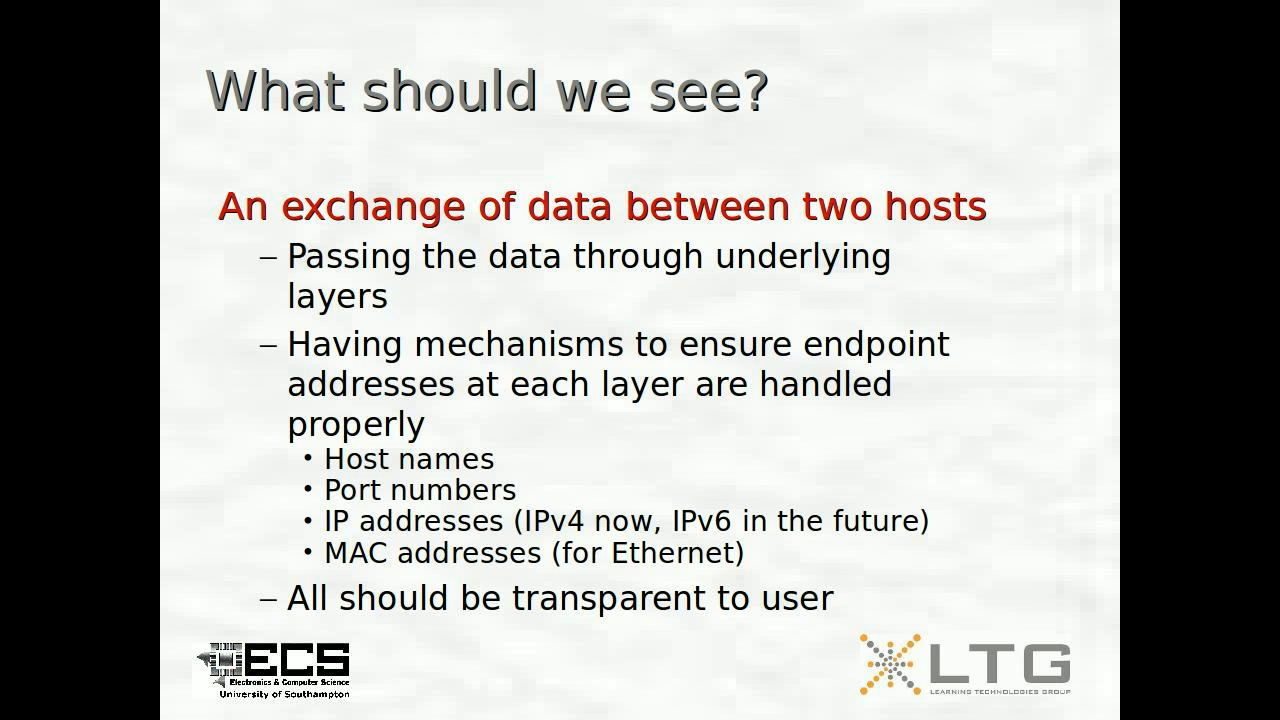 What should we see?
An exchange of data between two hosts
– Passing the data through underlying
layers
– Having mechanisms to ensure endpoint
addresses at each layer are handled
properly
• Host names
• Port numbers
• IP addresses (IPv4 now, IPv6 in the future)
• MAC addresses (for Ethernet)
– All should be transparent to user
ECS
Electronics & Computer Science
University of Southampton
LTG
LEARNING TECHNOLOGIES GROUP